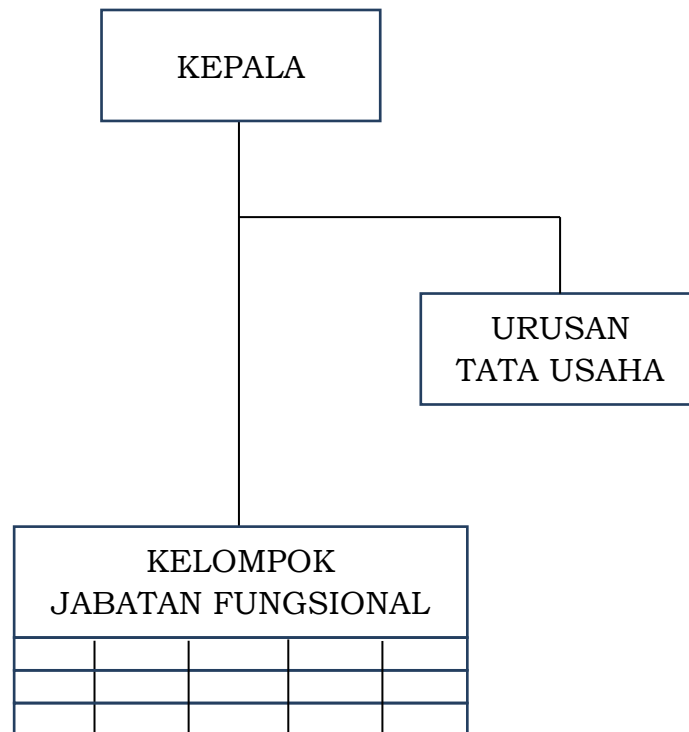 KEPALA
URUSAN
TATA USAHA
KELOMPOK
JABATAN FUNGSIONAL